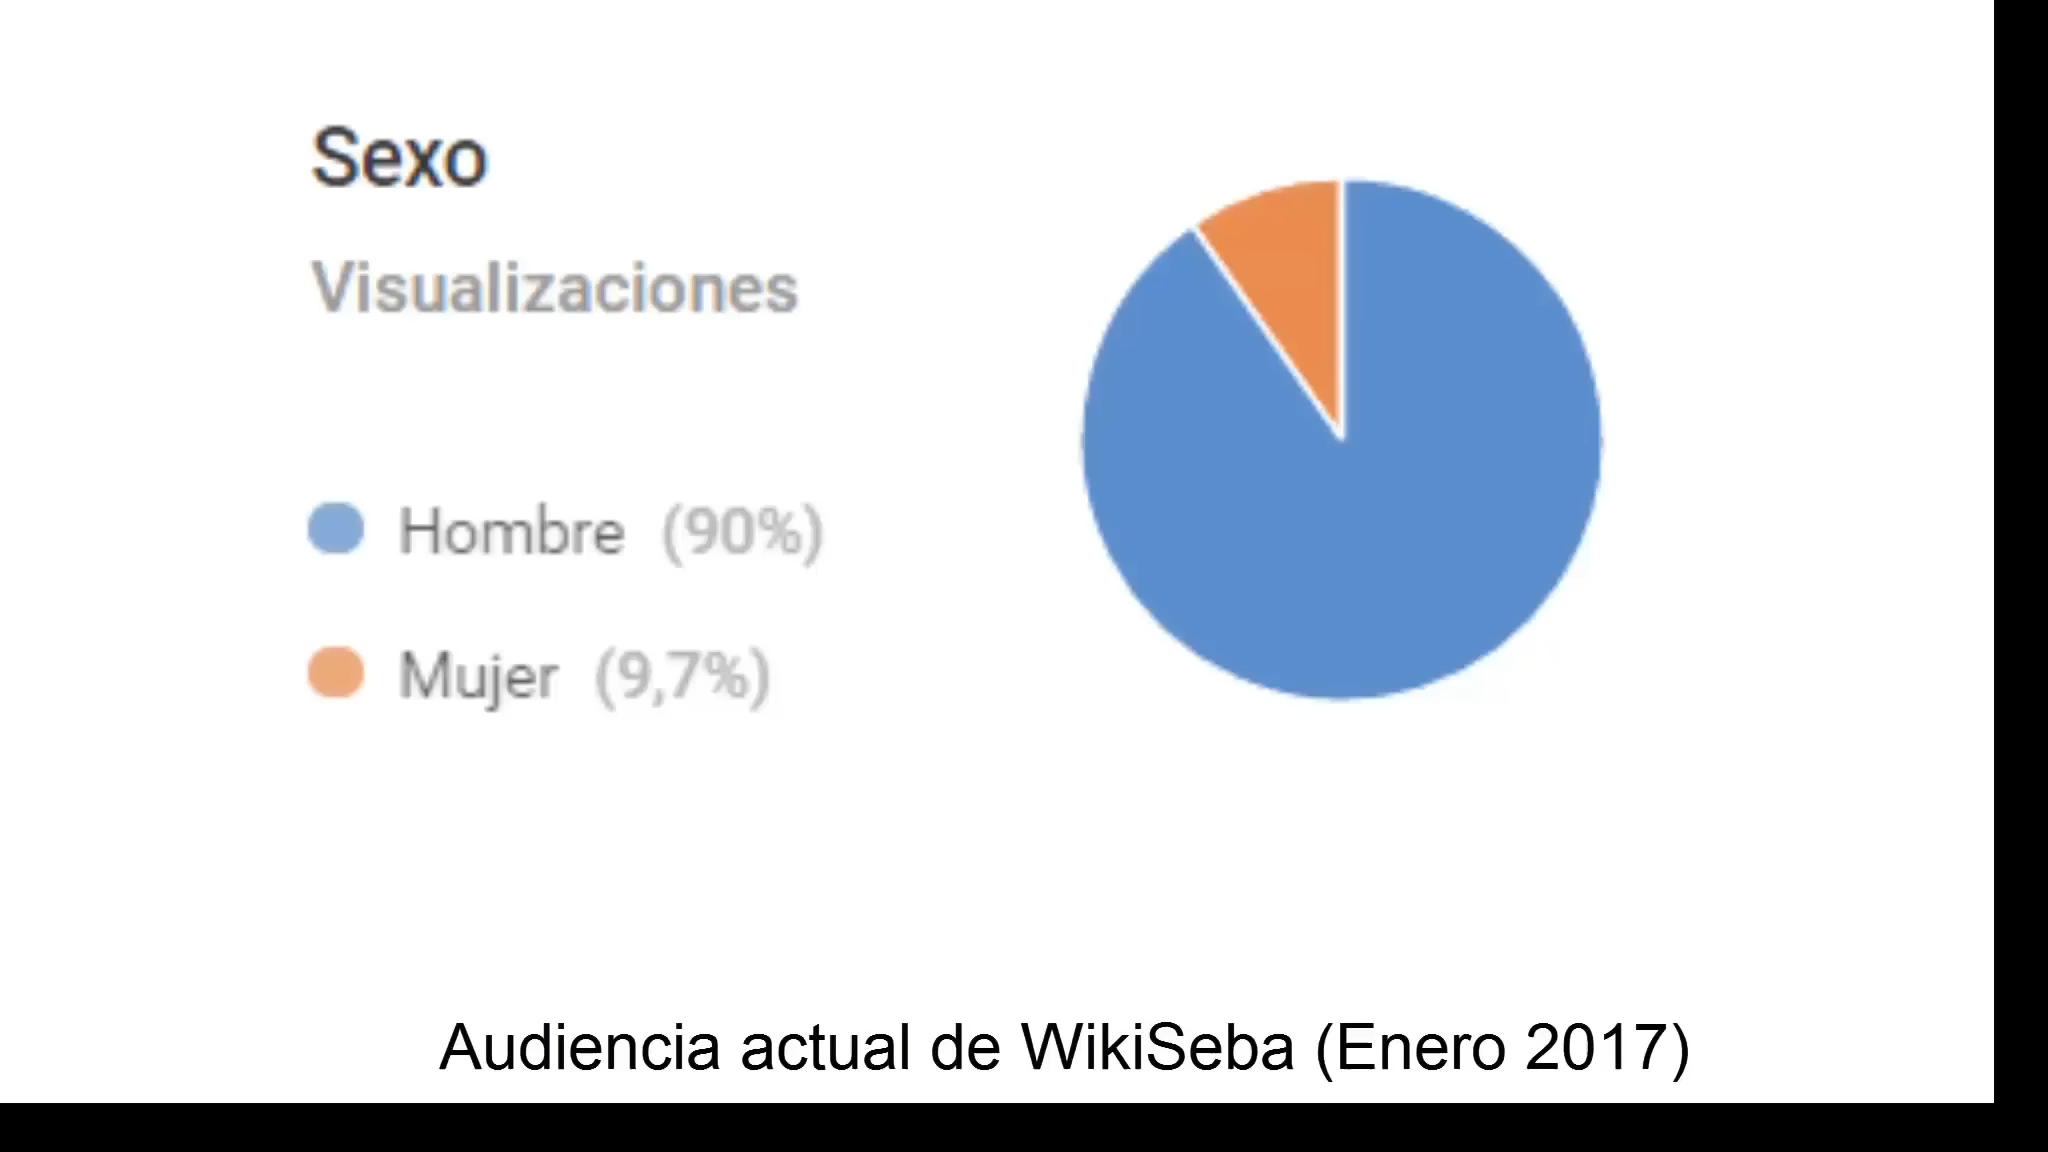 Sexo
Visualizaciones
Hombre (90%)
Mujer (9,7%)
Audiencia actual de WikiSeba (Enero 2017)